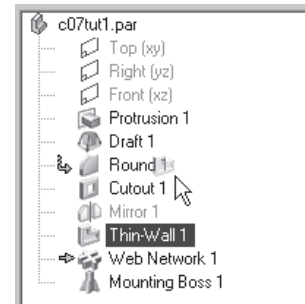 c07tut1.par
Top (xy)
Right (yz)
Front (xz)
Protrusion 1
Draft 1
Round 1
Cutout 1
Mirror 1
Thin-Wall 1
Web Network 1
Mounting Boss 1